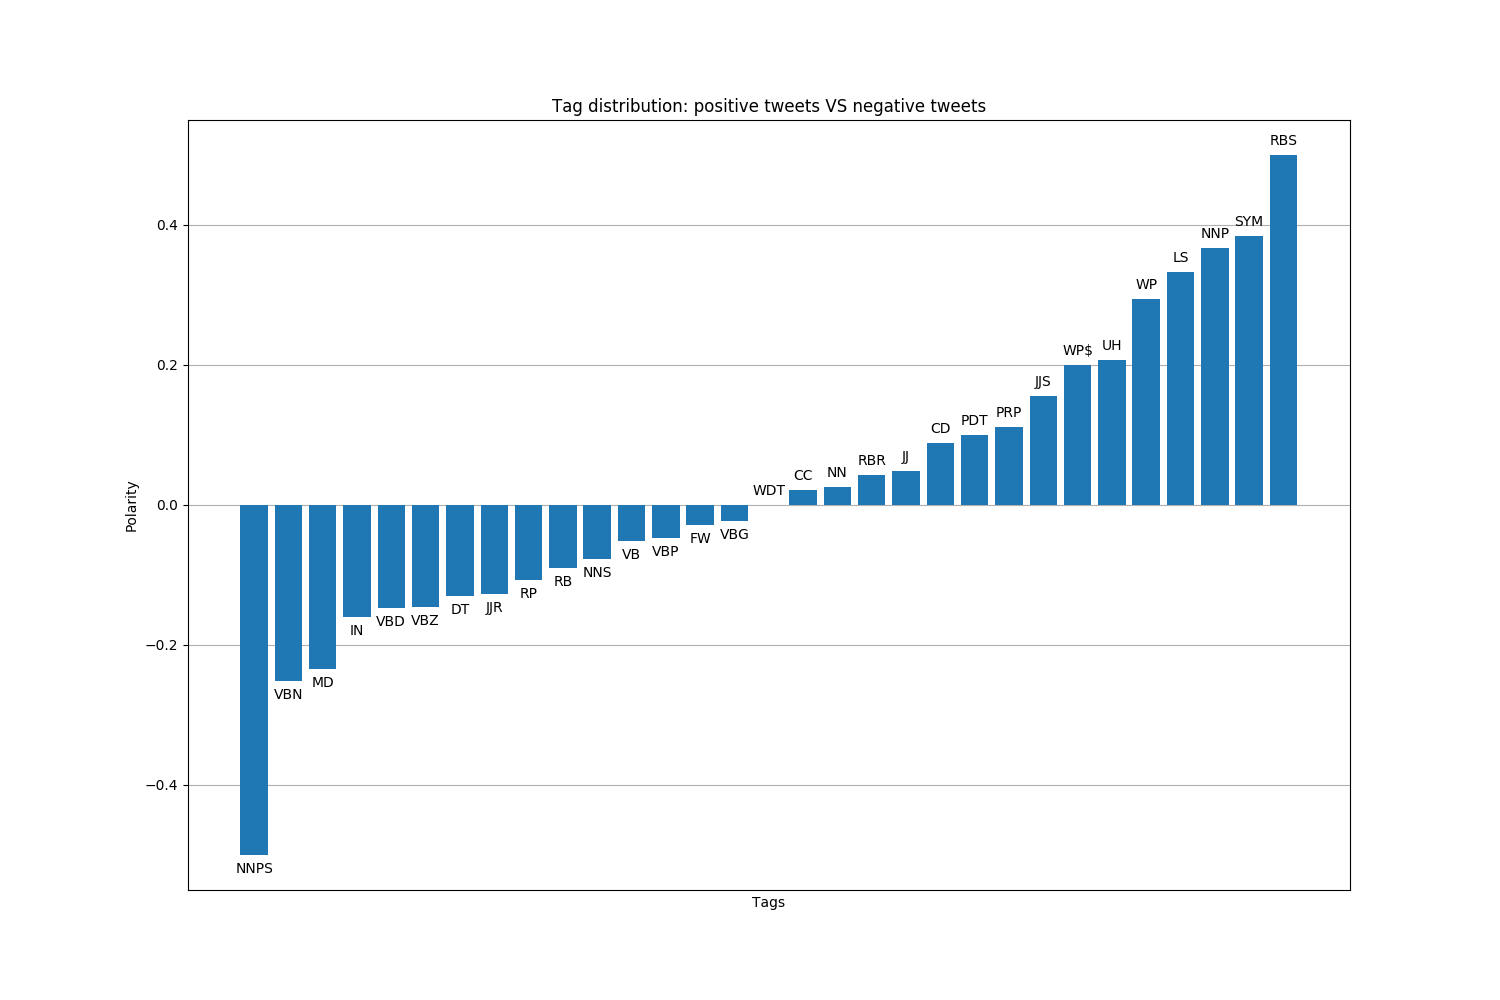 Tag distribution: positive tweets VS negative tweets
RBS
SYM
NNP
LS
WP
UH
WP$
JJS
PRP
PDT
CD
JJ
RBR
NN
CC
WDT
VBG
FW
VBP
VB
NNS
RB
RP
JJR
DT
VBZ
VBD
IN
MD
VBN
NNPS
0.4
0.2
0.0
−0.2
−0.4
Polarity
Tags